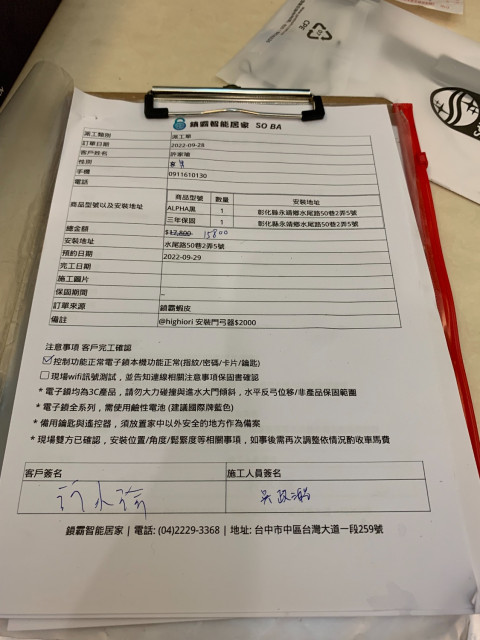 CPE
鎖霸智能居家 SO BA
派工類別 派工單
訂單日期 2022-09-28
客戶姓名
性別 男
手機 0911610130
電話
商品型號以及安裝地址
商品型號 數量 安裝地址
ALPHA黑 1 彰化縣永靖鄉水尾路50巷2弄5號
三年保固 1 彰化縣永靖鄉水尾路50巷2弄5號
總金額 $13,800 15800
安裝地址 水尾路50巷2弄5號
預約日期 2022-09-29
完工日期
施工圖片
保固期間 _
訂單來源 鎖霸蝦皮
備註 @highlori 安裝門弓器$2000
注意事項 客戶完工確認
控制功能正常電子鎖本機功能正常(指紋/密碼/卡片/鑰匙)
現場wifi訊號測試，並告知連線相關注意事項保固書確認
* 電子鎖均為3C產品，請勿大力碰撞與進水大門傾斜，水平反弓位移/非產品保固範圍
* 電子鎖全系列，需使用鹼性電池 (建議國際牌藍色)
* 備用鑰匙與遙控器，須放置家中以外安全的地方作為備案
* 現場雙方已確認，安裝位置/角度/鬆緊度等相關事項，如事後需再次調整依情況酌收車馬費
客戶簽名 施工人員簽名
鎖霸智能居家 | 電話: (04)2229-3368 | 地址: 台中市中區台灣大道一段259號